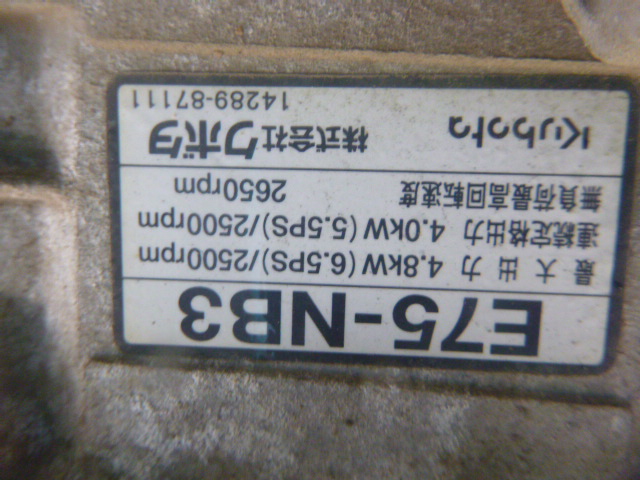 E75-NB3
最大出力 4.8kW (6.5PS)/2500rpm
連続定格出力 4.0kW (5.5PS)/2500rpm
無負荷最高回転速度 2650rpm
Kubota 株式会社クボタ
14289-87111